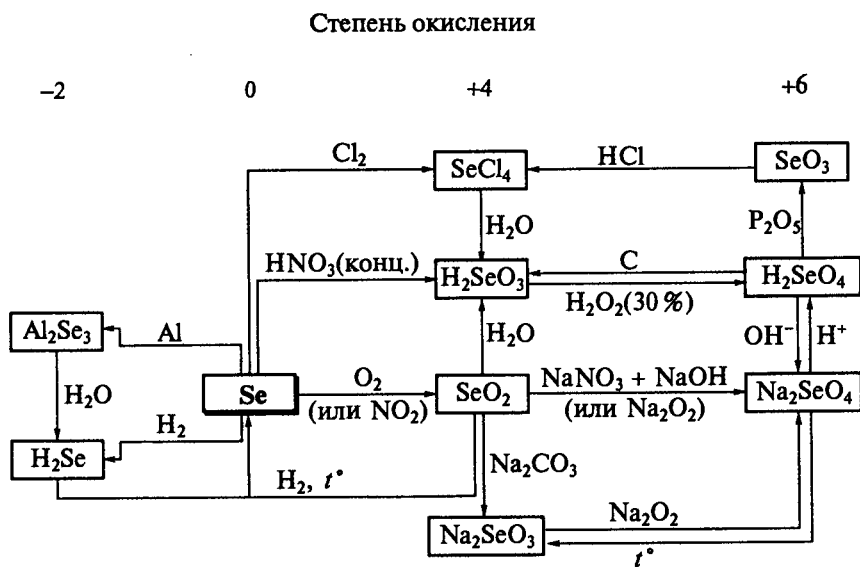 Степень окисления
–2 0 +4 +6
Cl₂ SeCl₄ HCl SeO₃
H₂O P₂O₅
HNO₃(конц.) H₂SeO₃ C H₂SeO₄
H₂O₂(30 %)
Al₂Se₃ Al H₂O OH⁻ H⁺
H₂O Se O₂ SeO₂ NaNO₃ + NaOH Na₂SeO₄
(или NO₂) (или Na₂O₂)
H₂Se H₂
H₂, t° Na₂CO₃
Na₂SeO₃ Na₂O₂
t°